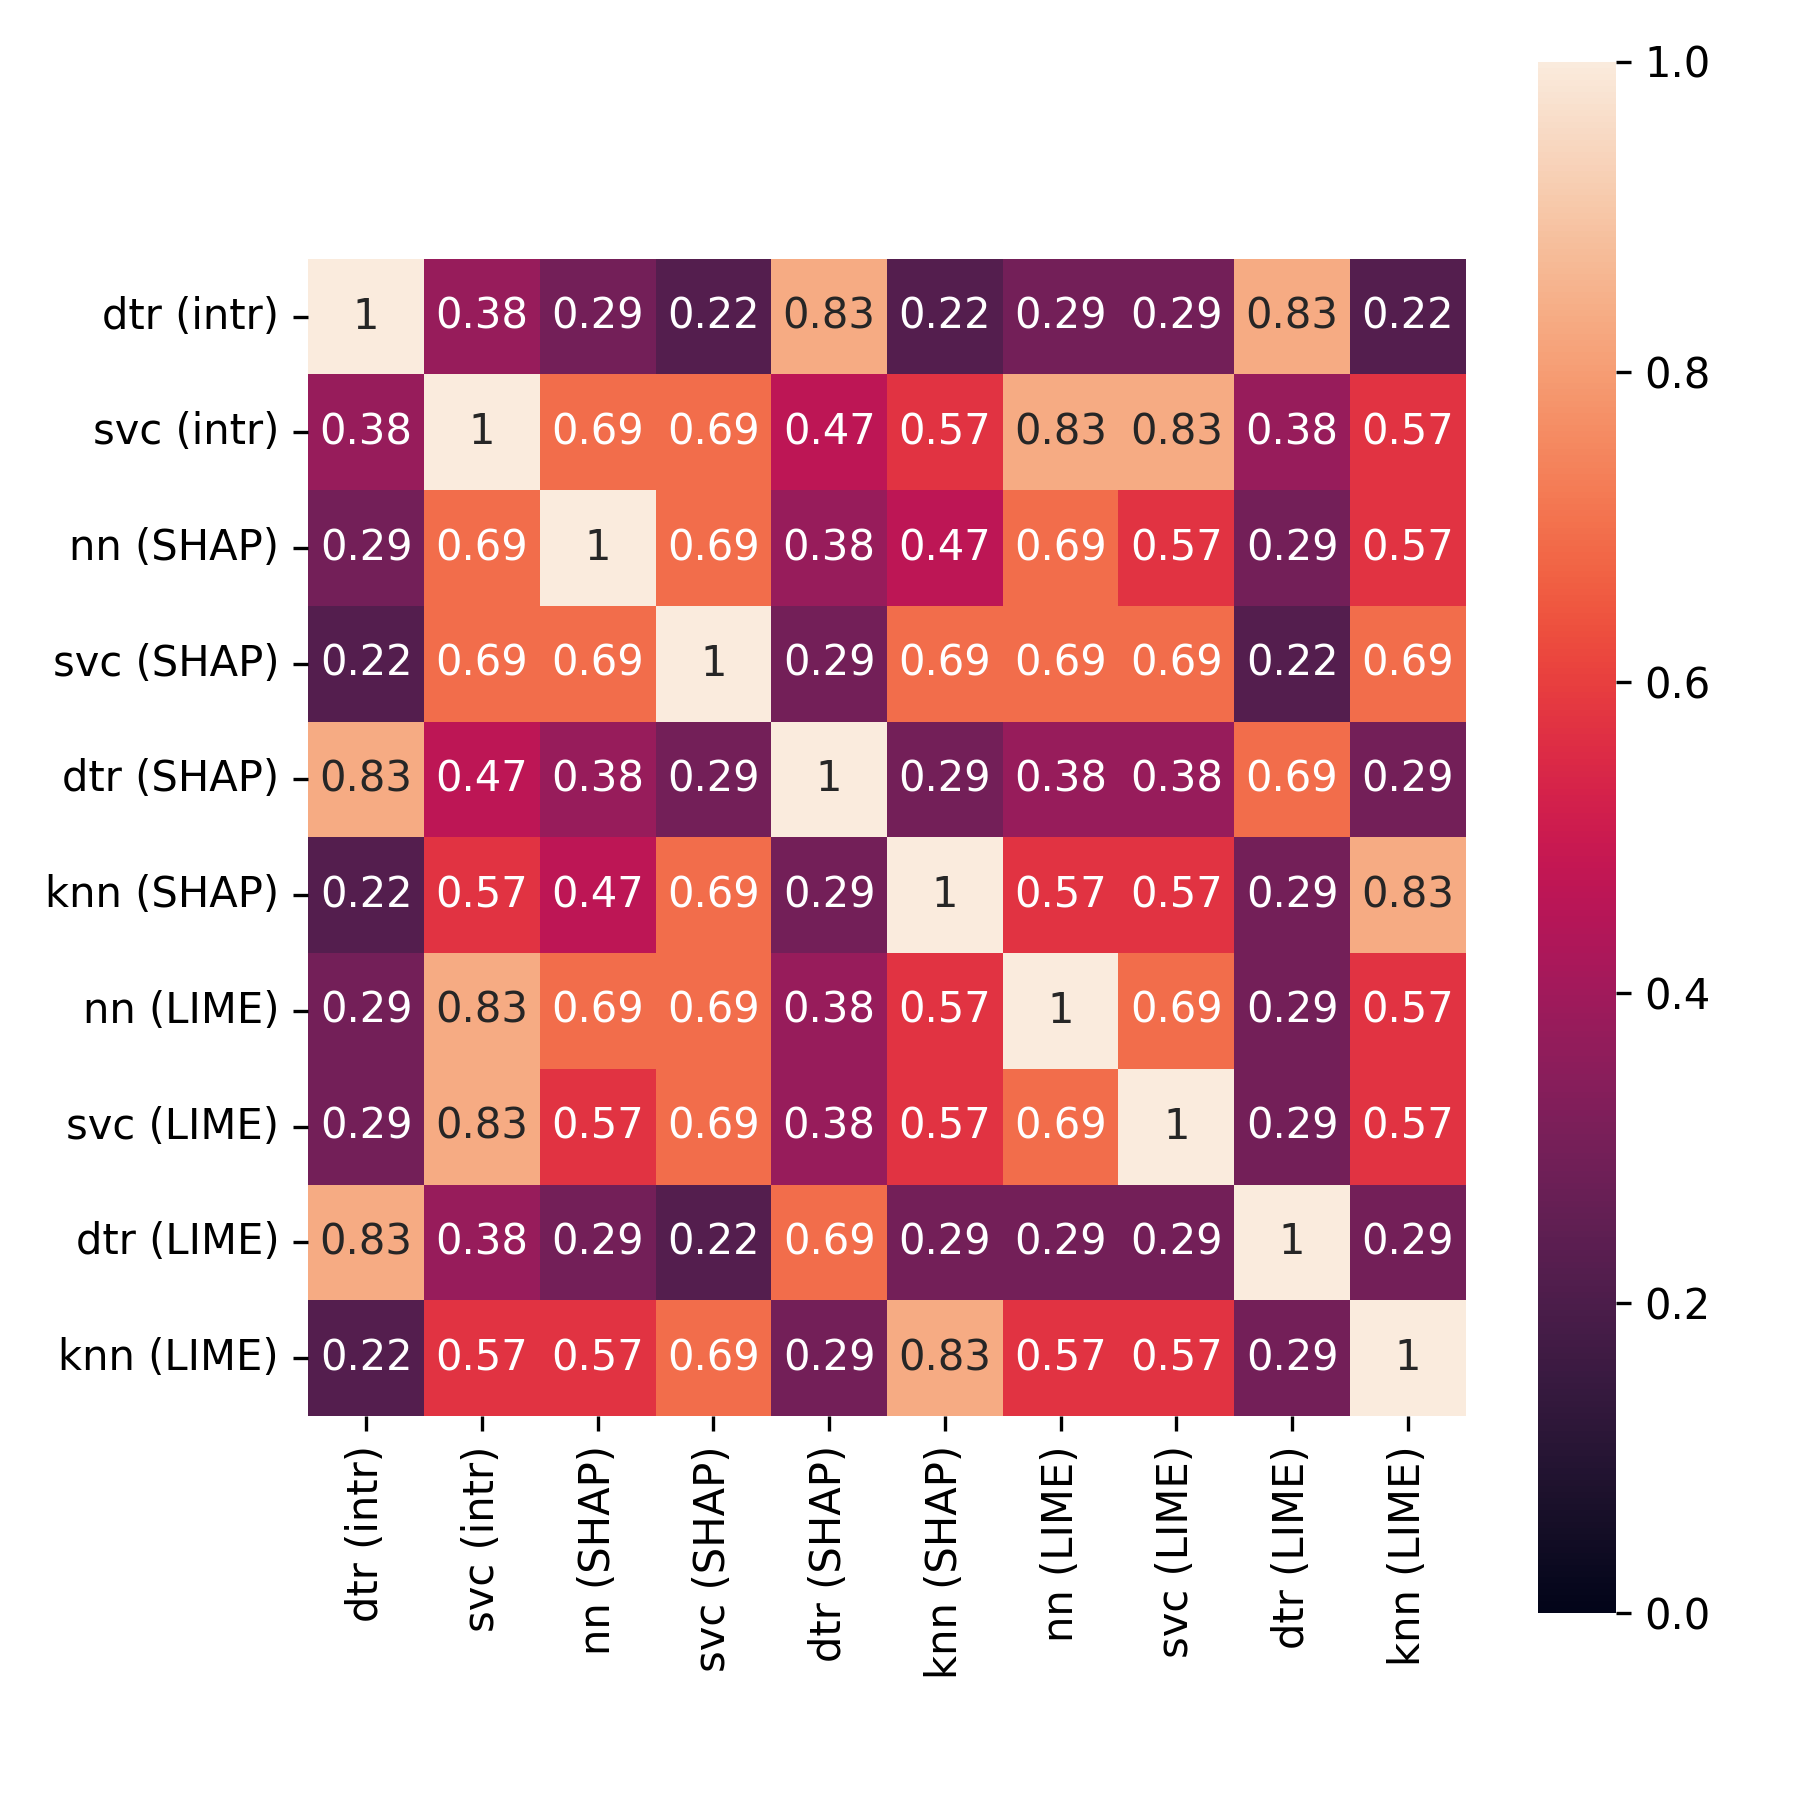 dtr (intr) 1 0.38 0.29 0.22 0.83 0.22 0.29 0.29 0.83 0.22
svc (intr) 0.38 1 0.69 0.69 0.47 0.57 0.83 0.83 0.38 0.57
nn (SHAP) 0.29 0.69 1 0.69 0.38 0.47 0.69 0.57 0.29 0.57
svc (SHAP) 0.22 0.69 0.69 1 0.29 0.69 0.69 0.69 0.22 0.69
dtr (SHAP) 0.83 0.47 0.38 0.29 1 0.29 0.38 0.38 0.69 0.29
knn (SHAP) 0.22 0.57 0.47 0.69 0.29 1 0.57 0.57 0.29 0.83
nn (LIME) 0.29 0.83 0.69 0.69 0.38 0.57 1 0.69 0.29 0.57
svc (LIME) 0.29 0.83 0.57 0.69 0.38 0.57 0.69 1 0.29 0.57
dtr (LIME) 0.83 0.38 0.29 0.22 0.69 0.29 0.29 0.29 1 0.29
knn (LIME) 0.22 0.57 0.57 0.69 0.29 0.83 0.57 0.57 0.29 1
dtr (intr)
svc (intr)
nn (SHAP)
svc (SHAP)
dtr (SHAP)
knn (SHAP)
nn (LIME)
svc (LIME)
dtr (LIME)
knn (LIME)
1.0
0.8
0.6
0.4
0.2
0.0